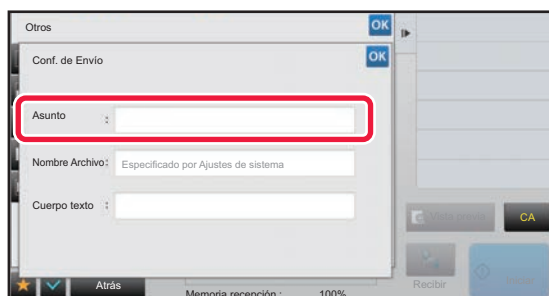 Otros
OK
Conf. de Envío
OK
Asunto :
Nombre Archivo: Especificado por Ajustes de sistema
Cuerpo texto :
CA
Atrás
Memoria recepción : 100%
Recibir